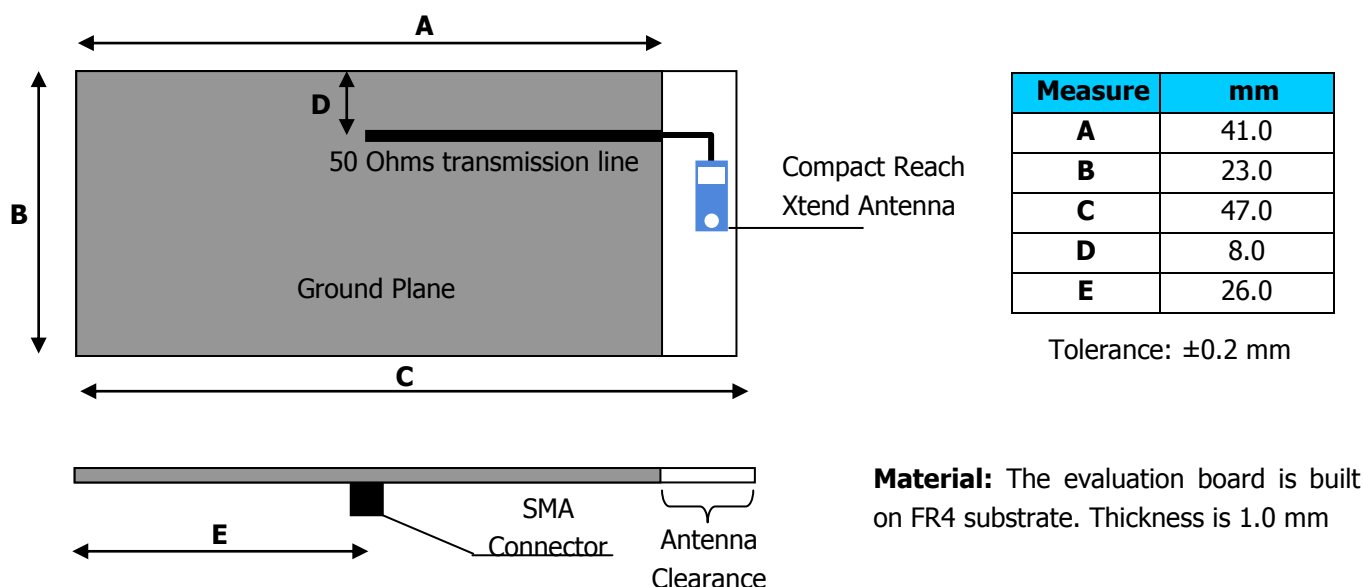 A
D
50 Ohms transmission line
B
Ground Plane
Compact Reach
Xtend Antenna
C
Measure mm
A 41.0
B 23.0
C 47.0
D 8.0
E 26.0
Tolerance: ±0.2 mm
E
SMA
Connector
Antenna
Clearance
Material: The evaluation board is built
on FR4 substrate. Thickness is 1.0 mm